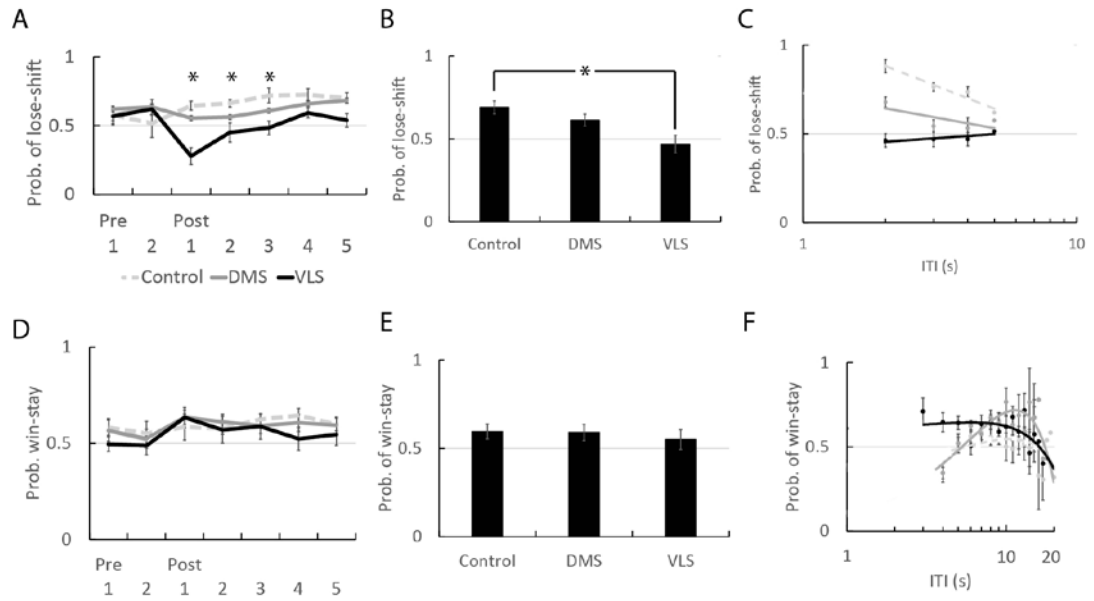 A
Prob. of lose-shift
1
0.5
0
* * *
Pre Post
1 2 1 2 3 4 5
Control DMS VLS
B
Prob. of lose-shift
1
0.5
0
*
Control DMS VLS
C
Prob. of lose-shift
1
0.5
0
1 10
ITI (s)
D
Prob. win-stay
1
0.5
0
Pre Post
1 2 1 2 3 4 5
E
Prob. of win-stay
1
0.5
0
Control DMS VLS
F
Prob. of win-stay
1
0.5
0
1 10 20
ITI (s)